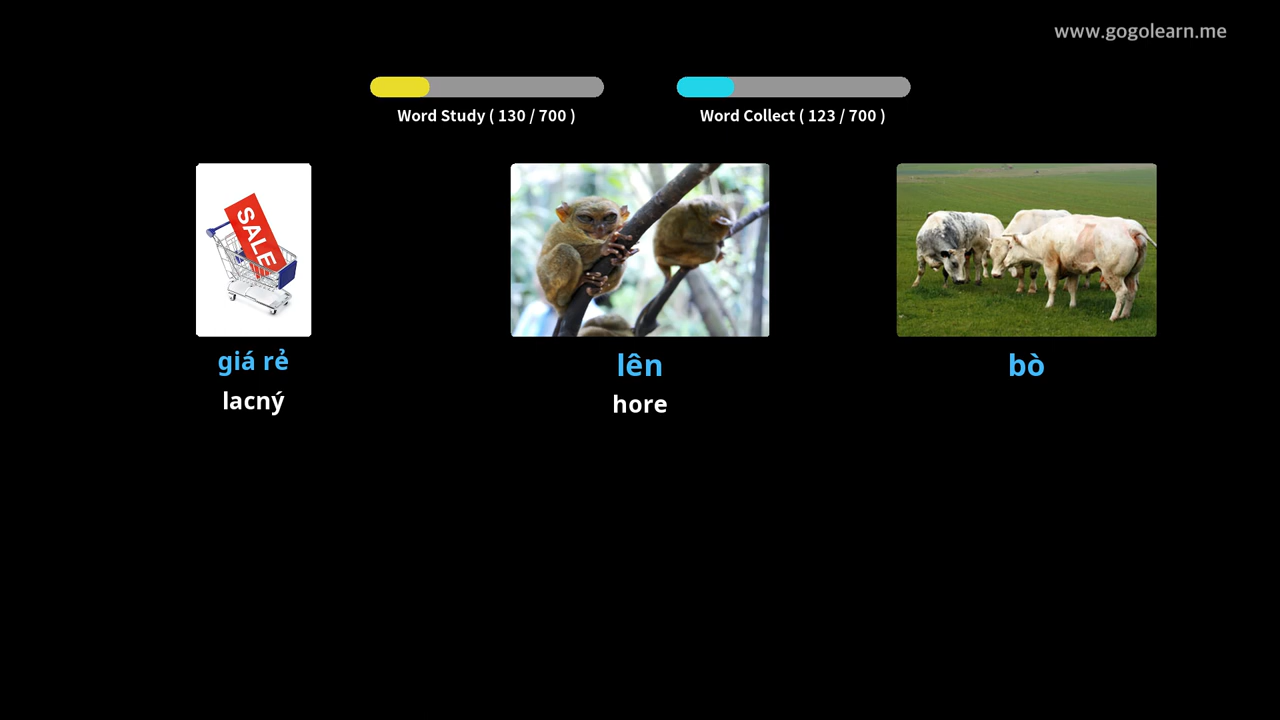 www.gogolearn.me
Word Study ( 130 / 700 )
Word Collect ( 123 / 700 )
SALE
giá rẻ
lacný
lên
hore
bò